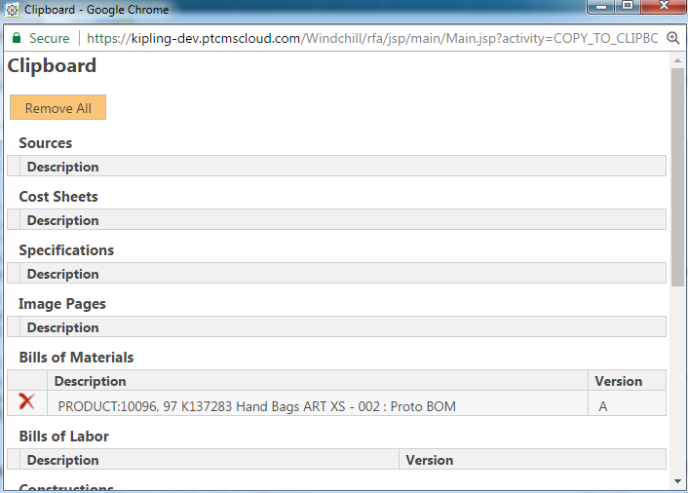 Clipboard - Google Chrome
Secure | https://kipling-dev.ptcmscloud.com/Windchill/rfa/jsp/main/Main.jsp?activity=COPY_TO_CLIPBC
Clipboard
Remove All
Sources
Description
Cost Sheets
Description
Specifications
Description
Image Pages
Description
Bills of Materials
Description Version
PRODUCT:10096, 97 K137283 Hand Bags ART XS - 002 : Proto BOM A
Bills of Labor
Description Version
Constructions